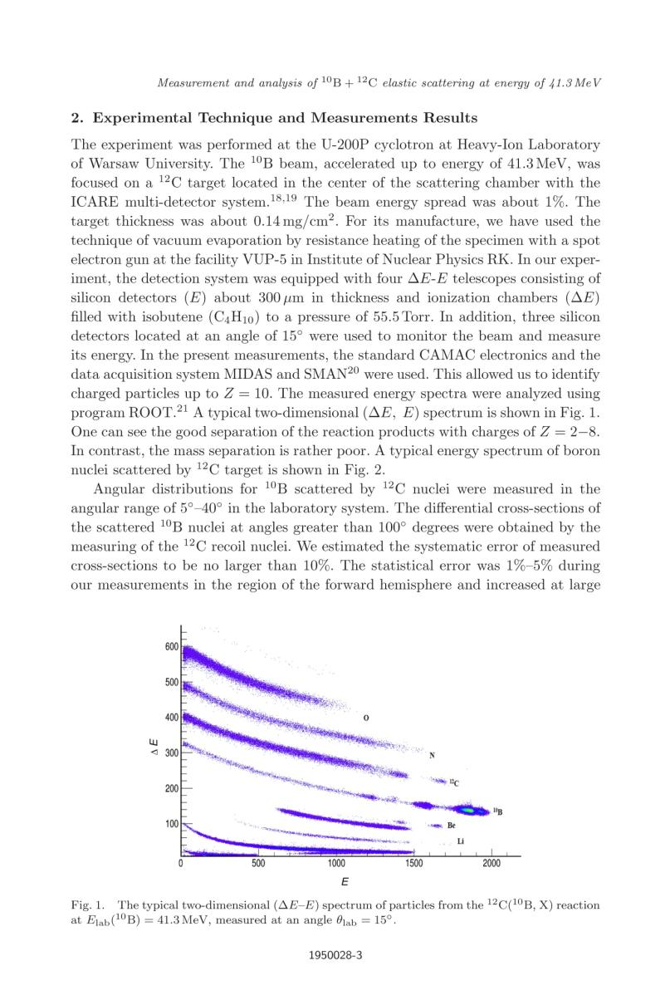 Measurement and analysis of ¹⁰B + ¹²C elastic scattering at energy of 41.3 MeV
2. Experimental Technique and Measurements Results
The experiment was performed at the U-200P cyclotron at Heavy-Ion Laboratory
of Warsaw University. The ¹⁰B beam, accelerated up to energy of 41.3 MeV, was
focused on a ¹²C target located in the center of the scattering chamber with the
ICARE multi-detector system.¹⁸,¹⁹ The beam energy spread was about 1%. The
target thickness was about 0.14 mg/cm². For its manufacture, we have used the
technique of vacuum evaporation by resistance heating of the specimen with a spot
electron gun at the facility VUP-5 in Institute of Nuclear Physics RK. In our exper-
iment, the detection system was equipped with four ΔE-E telescopes consisting of
silicon detectors (E) about 300 μm in thickness and ionization chambers (ΔE)
filled with isobutene (C₄H₁₀) to a pressure of 55.5 Torr. In addition, three silicon
detectors located at an angle of 15° were used to monitor the beam and measure
its energy. In the present measurements, the standard CAMAC electronics and the
data acquisition system MIDAS and SMAN²⁰ were used. This allowed us to identify
charged particles up to Z = 10. The measured energy spectra were analyzed using
program ROOT.²¹ A typical two-dimensional (ΔE, E) spectrum is shown in Fig. 1.
One can see the good separation of the reaction products with charges of Z = 2–8.
In contrast, the mass separation is rather poor. A typical energy spectrum of boron
nuclei scattered by ¹²C target is shown in Fig. 2.
Angular distributions for ¹⁰B scattered by ¹²C nuclei were measured in the
angular range of 5°–40° in the laboratory system. The differential cross-sections of
the scattered ¹⁰B nuclei at angles greater than 100° degrees were obtained by the
measuring of the ¹²C recoil nuclei. We estimated the systematic error of measured
cross-sections to be no larger than 10%. The statistical error was 1%–5% during
our measurements in the region of the forward hemisphere and increased at large
600
500
400
300
200
100
Δ E
O
N
¹²C
¹⁰B
Be
Li
0 500 1000 1500 2000
E
Fig. 1. The typical two-dimensional (ΔE–E) spectrum of particles from the ¹²C(¹⁰B, X) reaction
at E_lab(¹⁰B) = 41.3 MeV, measured at an angle θ_lab = 15°.
1950028-3